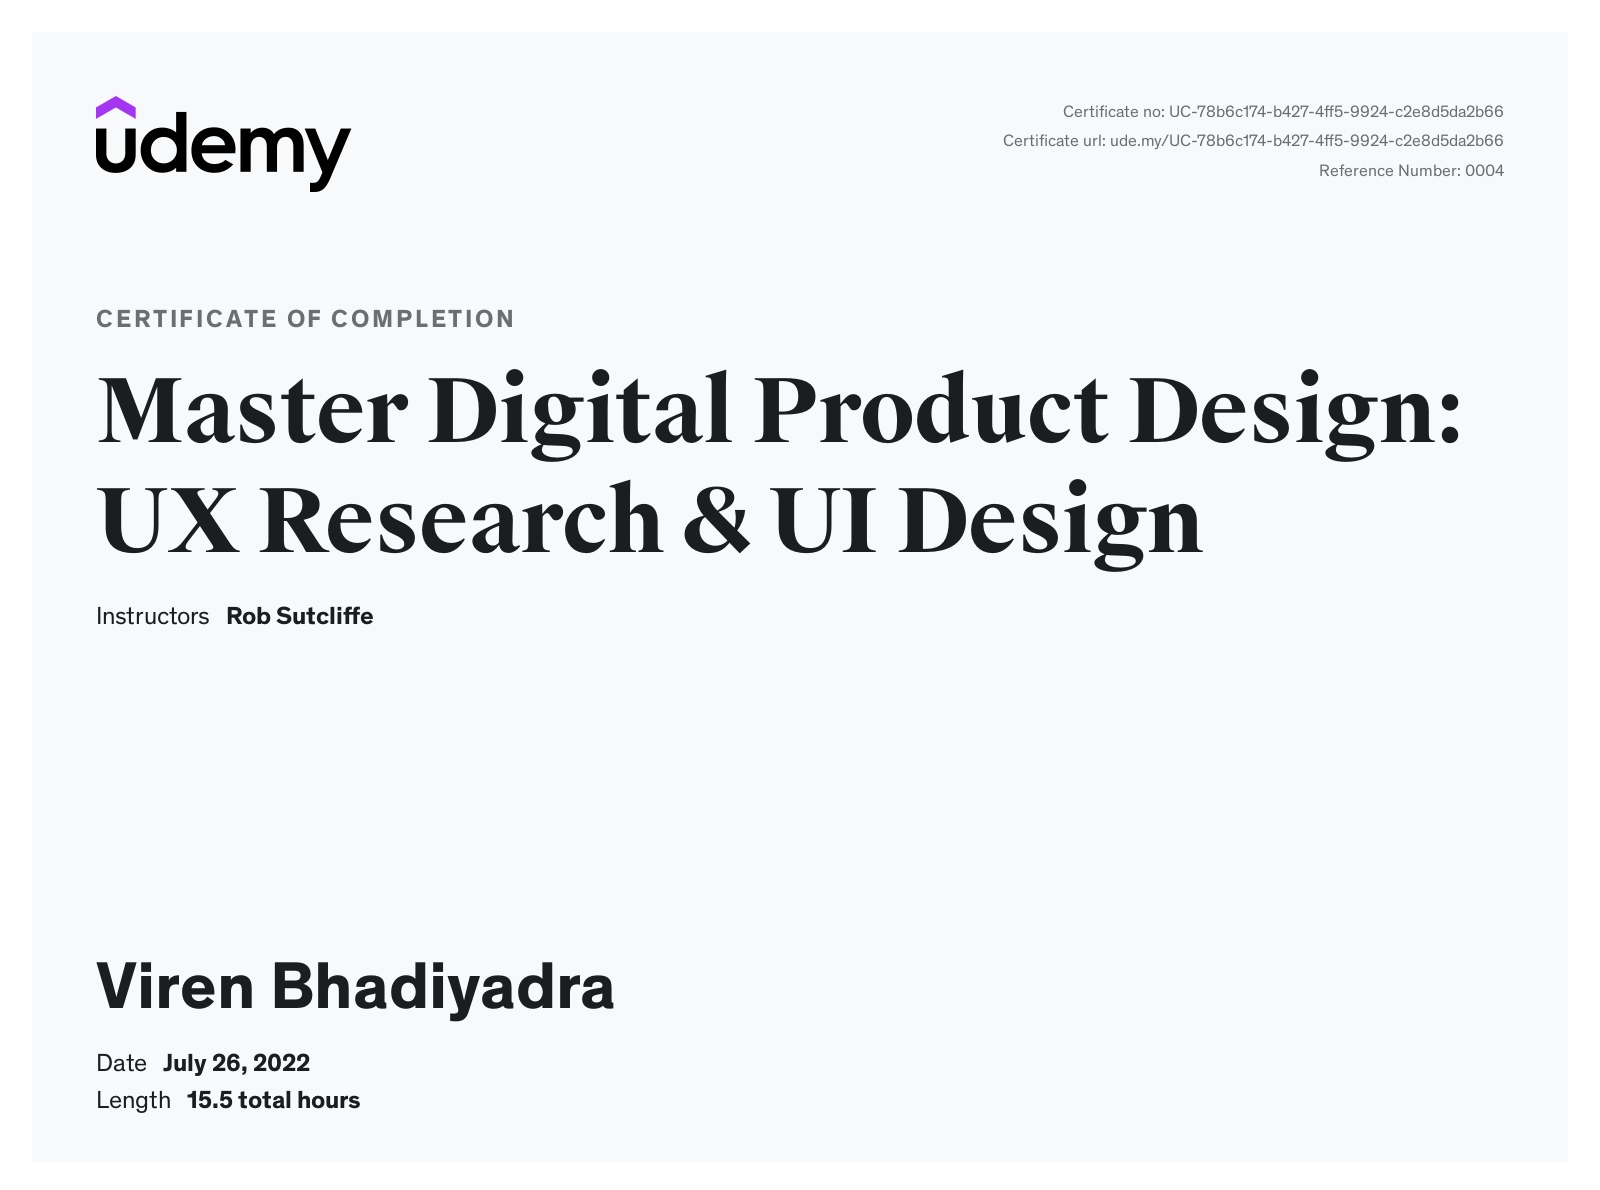 udemy
Certificate no: UC-78b6c174-b427-4ff5-9924-c2e8d5da2b66
Certificate url: ude.my/UC-78b6c174-b427-4ff5-9924-c2e8d5da2b66
Reference Number: 0004
CERTIFICATE OF COMPLETION
Master Digital Product Design:
UX Research & UI Design
Instructors Rob Sutcliffe
Viren Bhadiyadra
Date July 26, 2022
Length 15.5 total hours